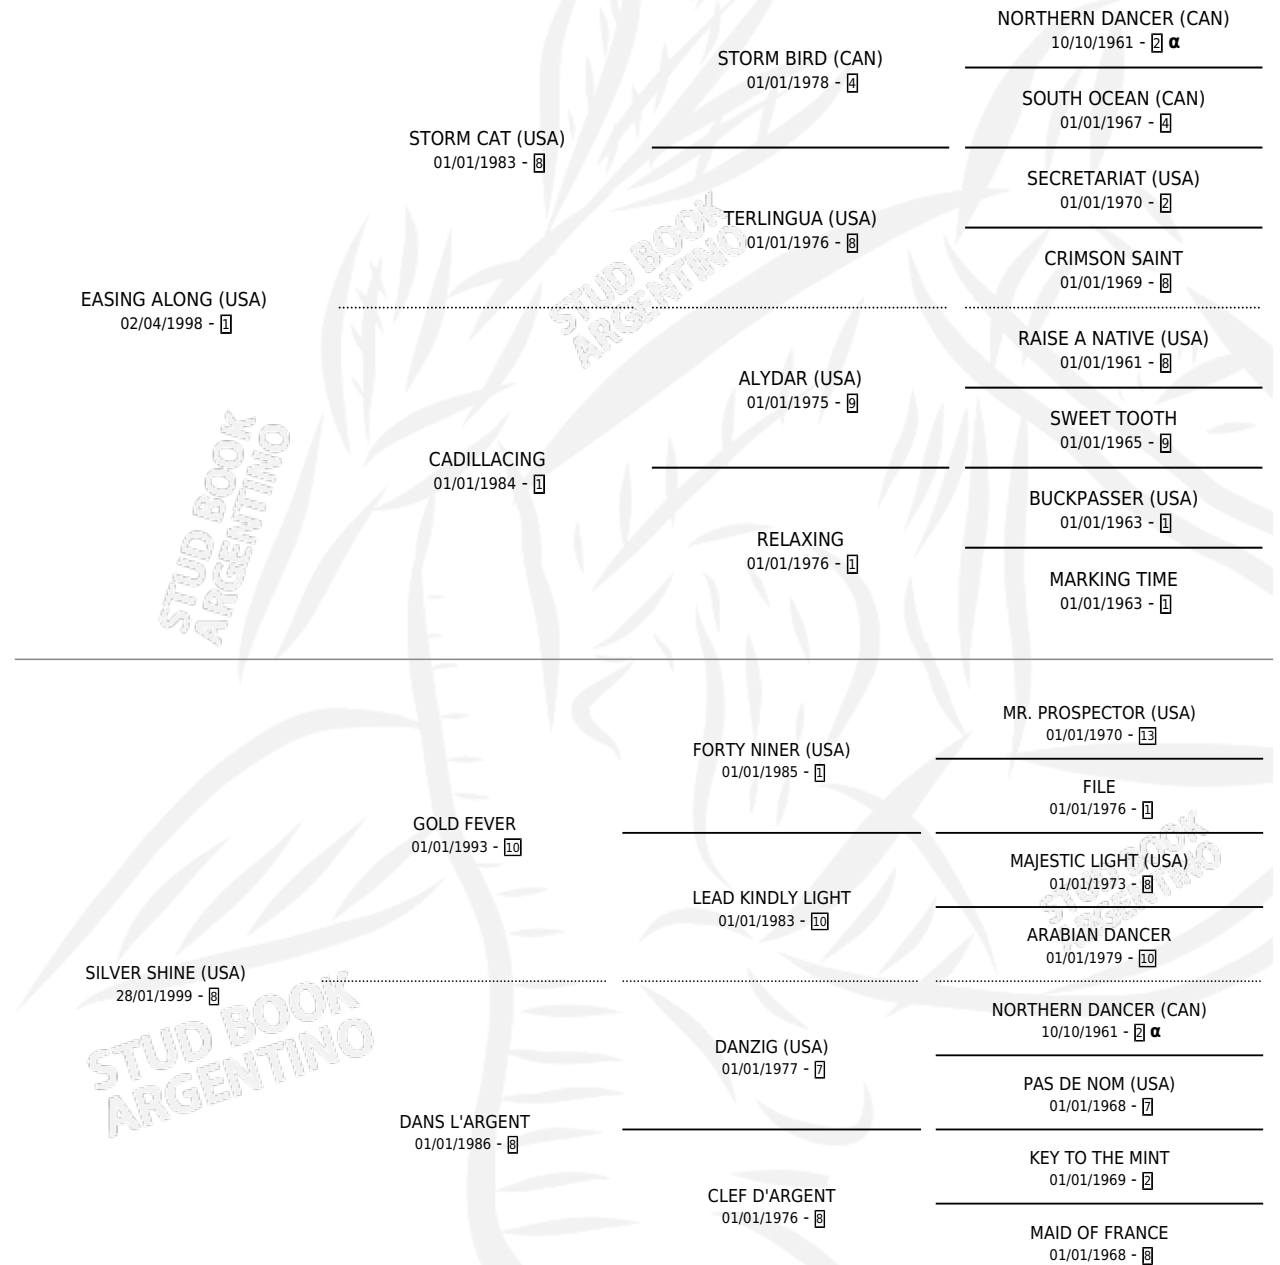 NORTHERN DANCER (CAN)
10/10/1961 - 2 α
STORM BIRD (CAN)
01/01/1978 - 4
SOUTH OCEAN (CAN)
01/01/1967 - 4
STORM CAT (USA)
01/01/1983 - 8
SECRETARIAT (USA)
01/01/1970 - 2
TERLINGUA (USA)
01/01/1976 - 8
CRIMSON SAINT
01/01/1969 - 8
EASING ALONG (USA)
02/04/1998 - 1
RAISE A NATIVE (USA)
01/01/1961 - 8
ALYDAR (USA)
01/01/1975 - 9
SWEET TOOTH
01/01/1965 - 9
CADILLACING
01/01/1984 - 1
BUCKPASSER (USA)
01/01/1963 - 1
RELAXING
01/01/1976 - 1
MARKING TIME
01/01/1963 - 1
MR. PROSPECTOR (USA)
01/01/1970 - 13
FORTY NINER (USA)
01/01/1985 - 1
FILE
01/01/1976 - 1
GOLD FEVER
01/01/1993 - 10
MAJESTIC LIGHT (USA)
01/01/1973 - 8
LEAD KINDLY LIGHT
01/01/1983 - 10
ARABIAN DANCER
01/01/1979 - 10
SILVER SHINE (USA)
28/01/1999 - 8
NORTHERN DANCER (CAN)
10/10/1961 - 2 α
DANZIG (USA)
01/01/1977 - 7
PAS DE NOM (USA)
01/01/1968 - 7
DANS L'ARGENT
01/01/1986 - 8
KEY TO THE MINT
01/01/1969 - 2
CLEF D'ARGENT
01/01/1976 - 8
MAID OF FRANCE
01/01/1968 - 8
STUD BOOK
ARGENTINO
STUD BOOK
ARGENTINO
STUD BOOK
ARGENTINO
STUD BOOK
ARGENTINO